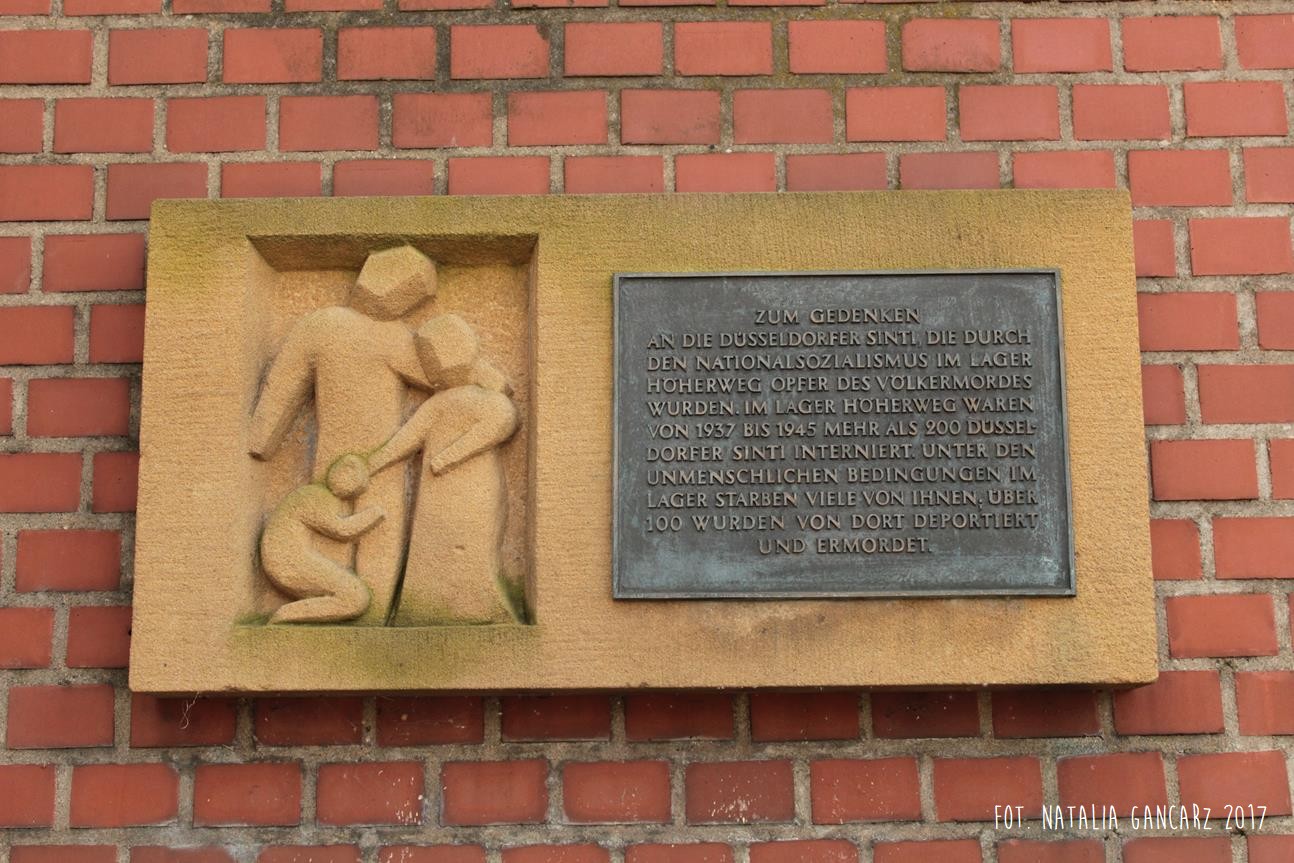 ZUM GEDENKEN
AN DIE DÜSSELDORFER SINTI, DIE DURCH
DEN NATIONALSOZIALISMUS IM LAGER
HÖHERWEG OPFER DES VÖLKERMORDES
WURDEN. IM LAGER HÖHERWEG WAREN
VON 1937 BIS 1945 MEHR ALS 200 DÜSSEL-
DORFER SINTI INTERNIERT. UNTER DEN
UNMENSCHLICHEN BEDINGUNGEN IM
LAGER STARBEN VIELE VON IHNEN, ÜBER
100 WURDEN VON DORT DEPORTIERT
UND ERMORDET.
FOT. NATALIA GANCARZ 2017